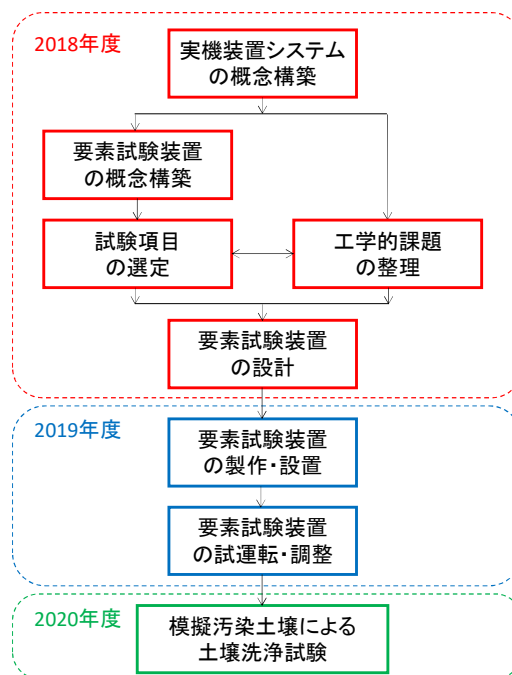 2018年度
実機装置システム
の概念構築
要素試験装置
の概念構築
試験項目
の選定
工学的課題
の整理
要素試験装置
の設計
2019年度
要素試験装置
の製作・設置
要素試験装置
の試運転・調整
2020年度
模擬汚染土壌による
土壌洗浄試験